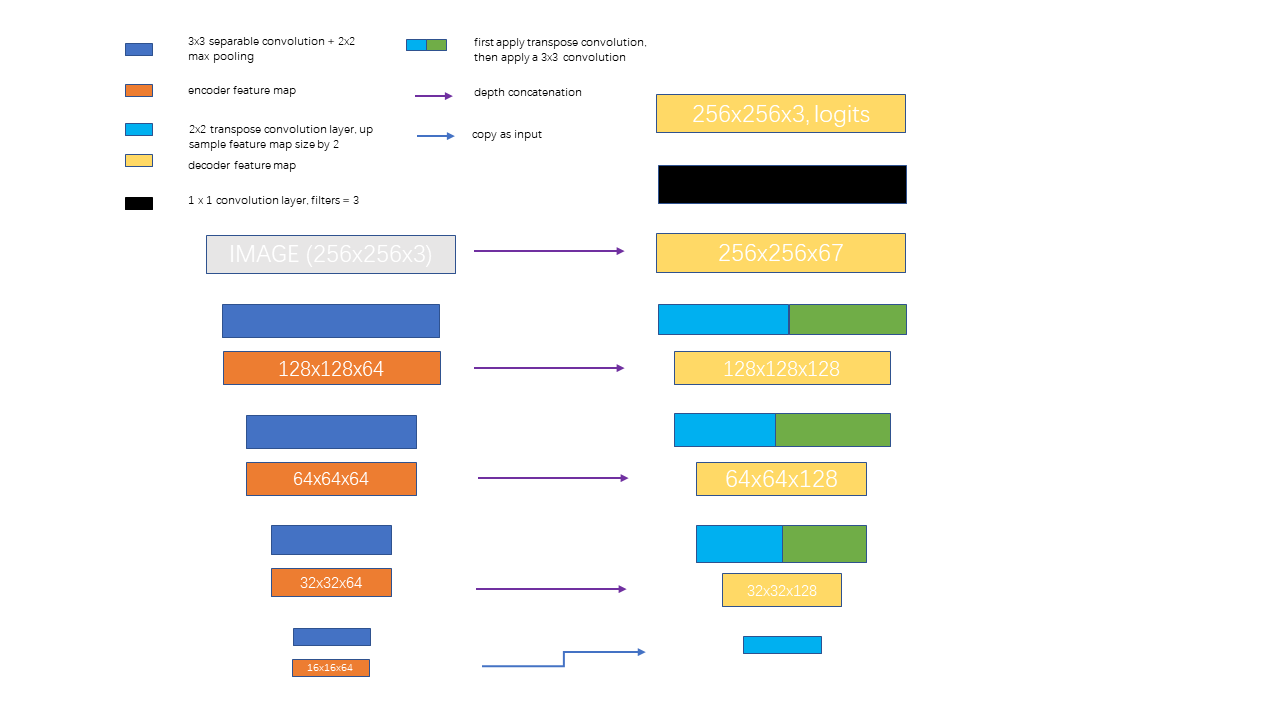 3x3 separable convolution + 2x2
max pooling
encoder feature map
2x2 transpose convolution layer, up
sample feature map size by 2
decoder feature map
1 x 1 convolution layer, filters = 3
first apply transpose convolution,
then apply a 3x3 convolution
depth concatenation
copy as input
256x256x3, logits
IMAGE (256x256x3)
256x256x67
128x128x64
128x128x128
64x64x64
64x64x128
32x32x64
32x32x128
16x16x64